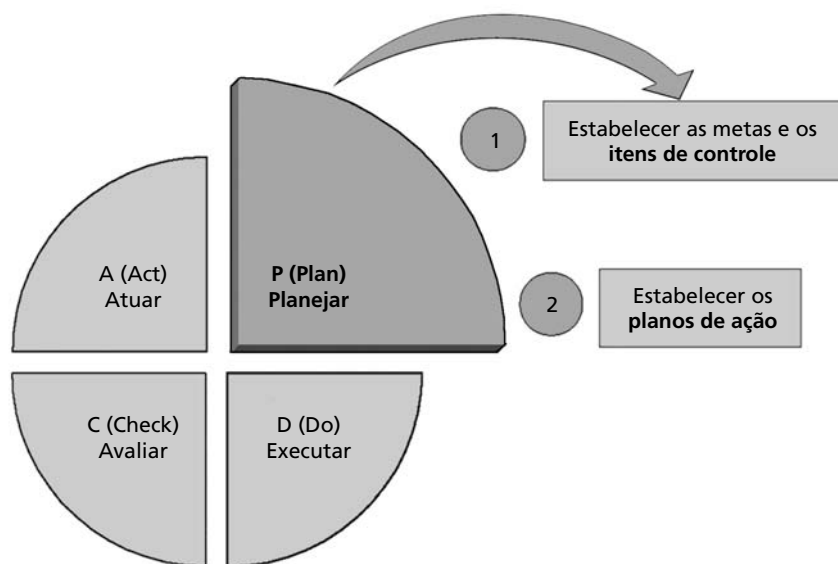 1
Estabelecer as metas e os
itens de controle
A (Act)
Atuar
P (Plan)
Planejar
2
Estabelecer os
planos de ação
C (Check)
Avaliar
D (Do)
Executar